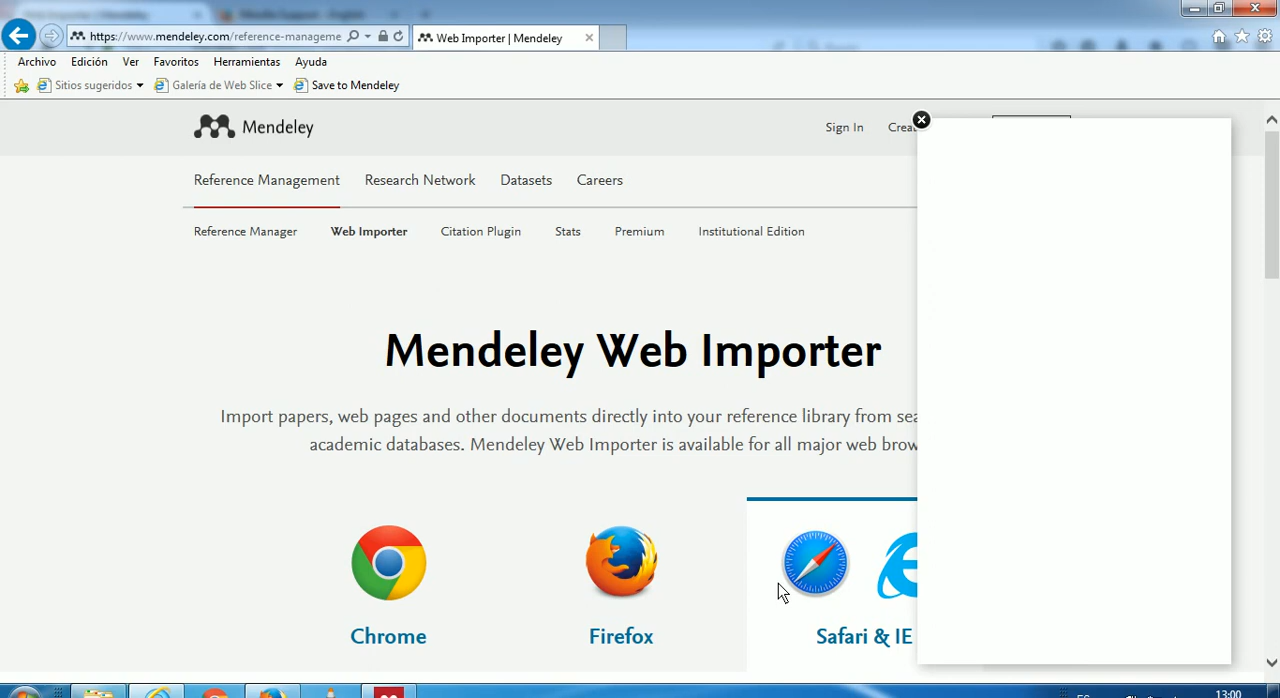 https://www.mendeley.com/reference-manageme
Web Importer | Mendeley
Archivo Edición Ver Favoritos Herramientas Ayuda
Sitios sugeridos Galería de Web Slice Save to Mendeley
Mendeley
Sign In Creat
Reference Management Research Network Datasets Careers
Reference Manager Web Importer Citation Plugin Stats Premium Institutional Edition
Mendeley Web Importer
Import papers, web pages and other documents directly into your reference library from sea
academic databases. Mendeley Web Importer is available for all major web brow
Chrome Firefox Safari & IE
13:00